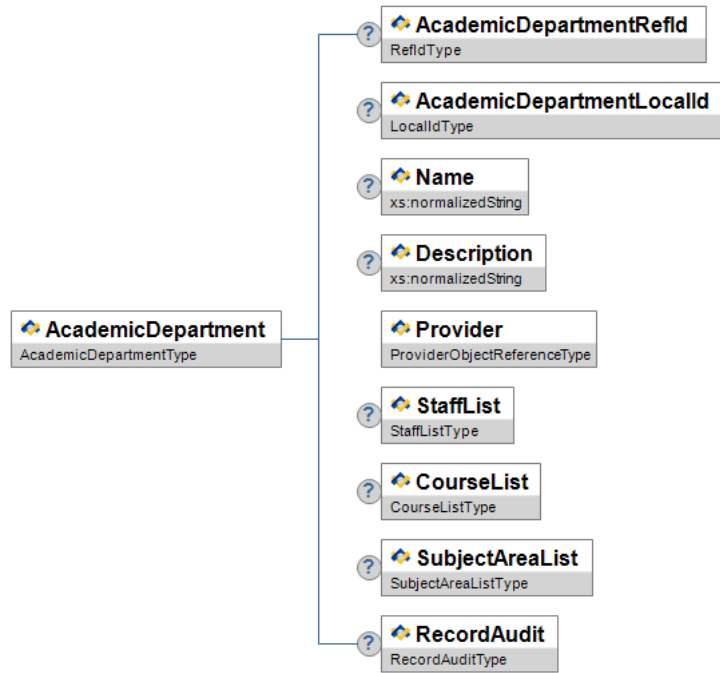 ?
AcademicDepartmentRefId
RefIdType
?
AcademicDepartmentLocalId
LocalIdType
?
Name
xs:normalizedString
?
Description
xs:normalizedString
AcademicDepartment
AcademicDepartmentType
Provider
ProviderObjectReferenceType
?
StaffList
StaffListType
?
CourseList
CourseListType
?
SubjectAreaList
SubjectAreaListType
?
RecordAudit
RecordAuditType